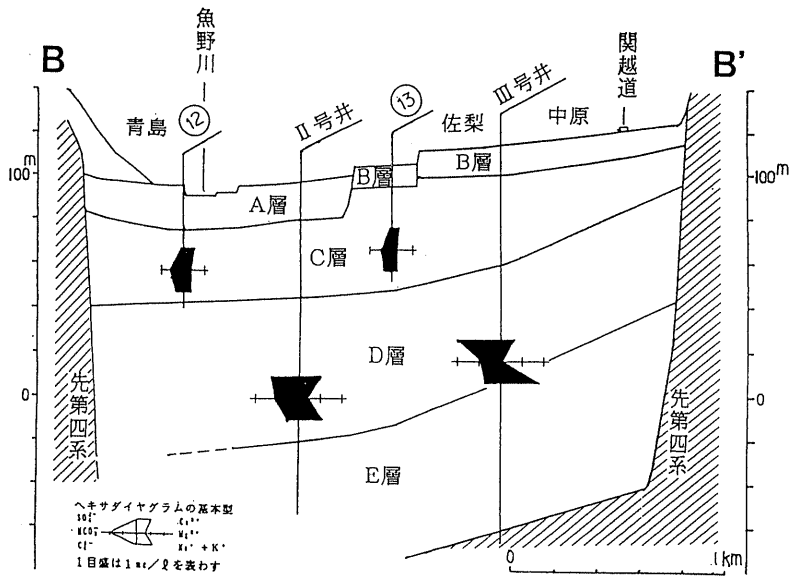 B
B'
魚野川
関越道
青島
⑫
Ⅱ号井
⑬
佐梨
Ⅲ号井
中原
100m
100m
A層
B層
B層
C層
D層
E層
0
0
先第四系
先第四系
ヘキサダイヤグラムの基本型
SO₄²⁻
Ca²⁺
HCO₃⁻
Mg²⁺
Cl⁻
Na⁺ + K⁺
1目盛は1me/ℓを表わす
0
1km